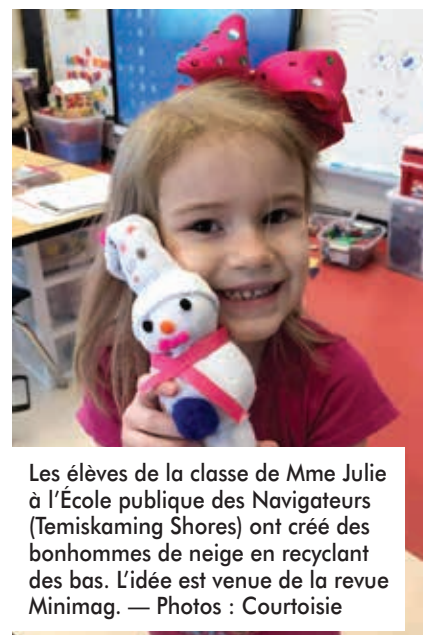 Les élèves de la classe de Mme Julie
à l’École publique des Navigateurs
(Temiskaming Shores) ont créé des
bonhommes de neige en recyclant
des bas. L’idée est venue de la revue
Minimag. — Photos : Courtoisie